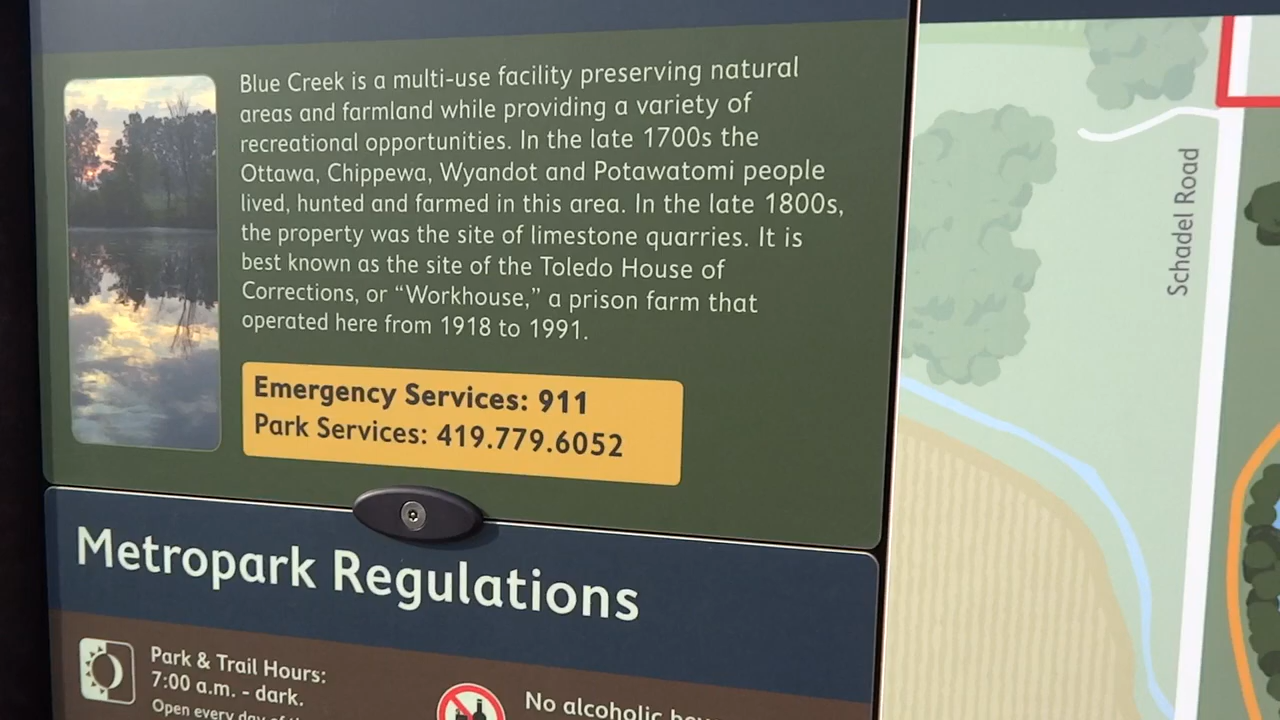 Blue Creek is a multi-use facility preserving natural
areas and farmland while providing a variety of
recreational opportunities. In the late 1700s the
Ottawa, Chippewa, Wyandot and Potawatomi people
lived, hunted and farmed in this area. In the late 1800s,
the property was the site of limestone quarries. It is
best known as the site of the Toledo House of
Corrections, or “Workhouse,” a prison farm that
operated here from 1918 to 1991.
Emergency Services: 911
Park Services: 419.779.6052
Metropark Regulations
Park & Trail Hours:
7:00 a.m. - dark.
Open every day of
No alcoholic
Schadel Road